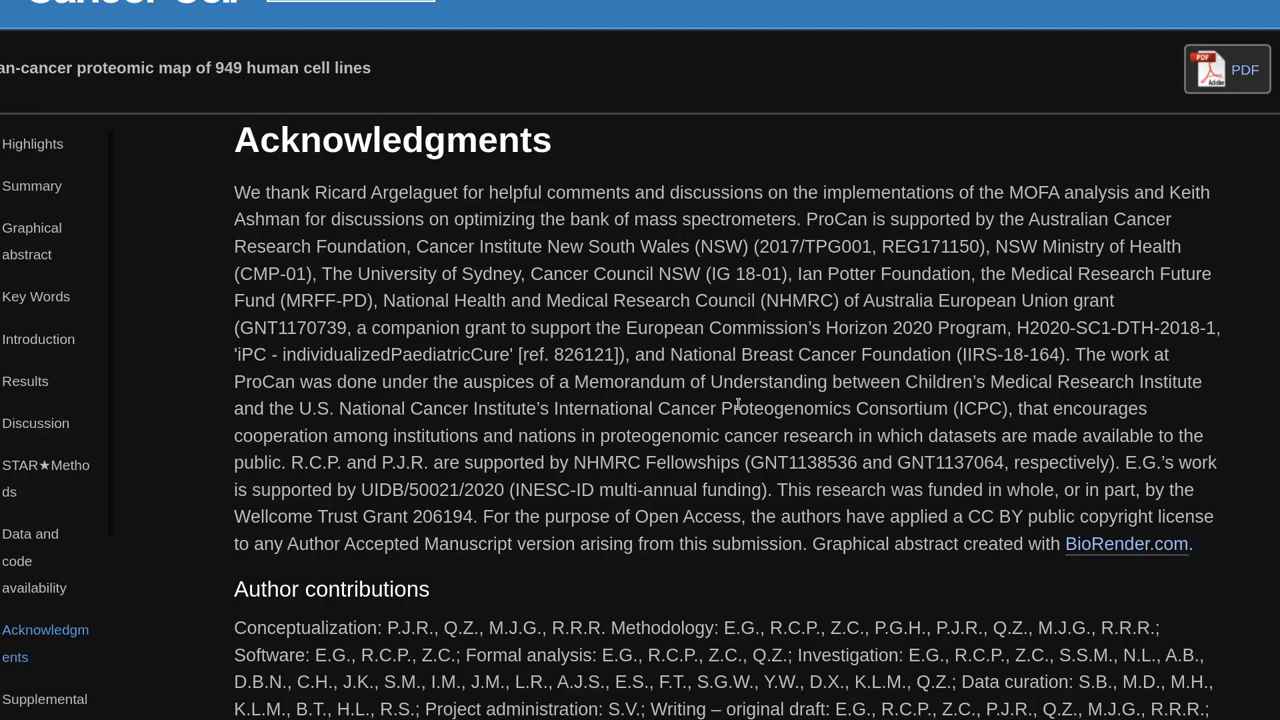 Cancer Cell
an-cancer proteomic map of 949 human cell lines
PDF
Adobe
PDF
Highlights
Summary
Graphical
abstract
Key Words
Introduction
Results
Discussion
STAR★Metho
ds
Data and
code
availability
Acknowledgm
ents
Supplemental
Acknowledgments
We thank Ricard Argelaguet for helpful comments and discussions on the implementations of the MOFA analysis and Keith
Ashman for discussions on optimizing the bank of mass spectrometers. ProCan is supported by the Australian Cancer
Research Foundation, Cancer Institute New South Wales (NSW) (2017/TPG001, REG171150), NSW Ministry of Health
(CMP-01), The University of Sydney, Cancer Council NSW (IG 18-01), Ian Potter Foundation, the Medical Research Future
Fund (MRFF-PD), National Health and Medical Research Council (NHMRC) of Australia European Union grant
(GNT1170739, a companion grant to support the European Commission’s Horizon 2020 Program, H2020-SC1-DTH-2018-1,
'iPC - individualizedPaediatricCure' [ref. 826121]), and National Breast Cancer Foundation (IIRS-18-164). The work at
ProCan was done under the auspices of a Memorandum of Understanding between Children’s Medical Research Institute
and the U.S. National Cancer Institute’s International Cancer Proteogenomics Consortium (ICPC), that encourages
cooperation among institutions and nations in proteogenomic cancer research in which datasets are made available to the
public. R.C.P. and P.J.R. are supported by NHMRC Fellowships (GNT1138536 and GNT1137064, respectively). E.G.’s work
is supported by UIDB/50021/2020 (INESC-ID multi-annual funding). This research was funded in whole, or in part, by the
Wellcome Trust Grant 206194. For the purpose of Open Access, the authors have applied a CC BY public copyright license
to any Author Accepted Manuscript version arising from this submission. Graphical abstract created with BioRender.com.
Author contributions
Conceptualization: P.J.R., Q.Z., M.J.G., R.R.R. Methodology: E.G., R.C.P., Z.C., P.G.H., P.J.R., Q.Z., M.J.G., R.R.R.;
Software: E.G., R.C.P., Z.C.; Formal analysis: E.G., R.C.P., Z.C., Q.Z.; Investigation: E.G., R.C.P., Z.C., S.S.M., N.L., A.B.,
D.B.N., C.H., J.K., S.M., I.M., J.M., L.R., A.J.S., E.S., F.T., S.G.W., Y.W., D.X., K.L.M., Q.Z.; Data curation: S.B., M.D., M.H.,
K.L.M., B.T., H.L., R.S.; Project administration: S.V.; Writing – original draft: E.G., R.C.P., Z.C., P.J.R., Q.Z., M.J.G., R.R.R.;